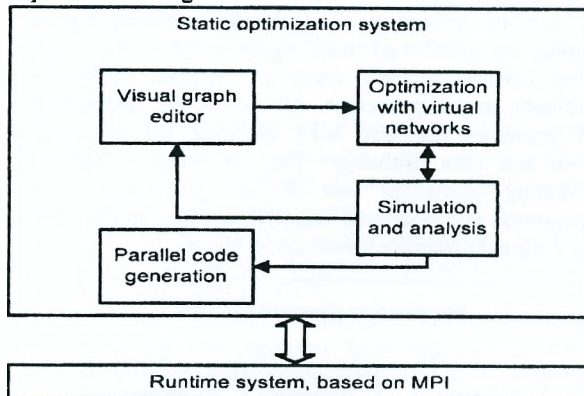 Static optimization system
Visual graph
editor
Optimization
with virtual
networks
Simulation
and analysis
Parallel code
generation
Runtime system, based on MPI